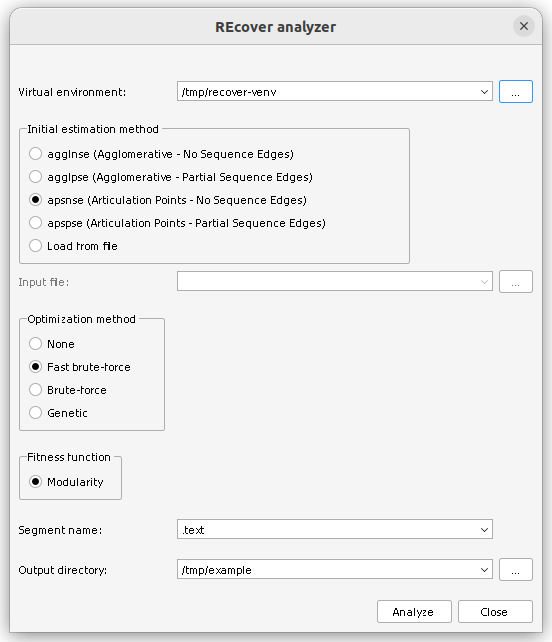 REcover analyzer
Virtual environment: /tmp/recover-venv ...
Initial estimation method
agglnse (Agglomerative - No Sequence Edges)
agglpse (Agglomerative - Partial Sequence Edges)
apsnse (Articulation Points - No Sequence Edges)
apspse (Articulation Points - Partial Sequence Edges)
Load from file
Input file: ...
Optimization method
None
Fast brute-force
Brute-force
Genetic
Fitness function
Modularity
Segment name: .text
Output directory: /tmp/example ...
Analyze Close